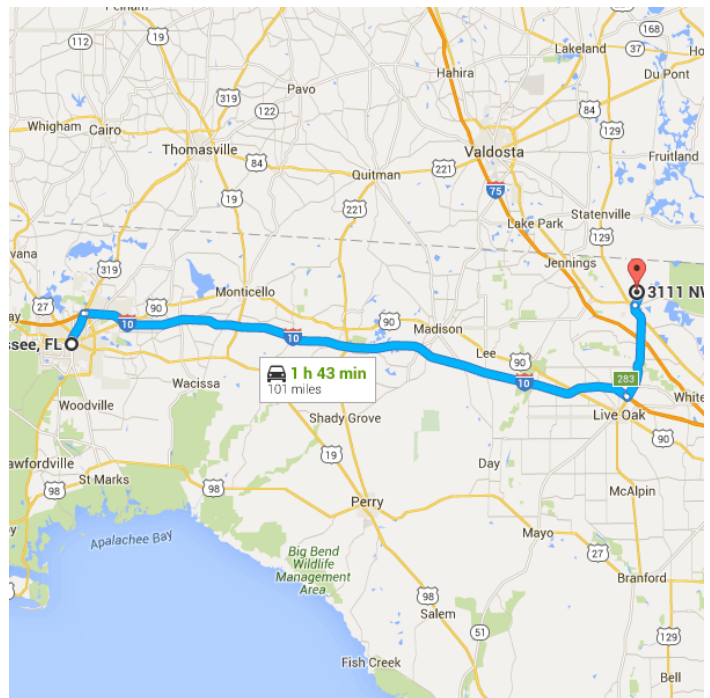 Pelham
19
112
319
Pavo
122
Whigham
Cairo
Thomasville
84
19
221
Quitman
221
Hahira
Lakeland
168
37
Du Pont
129
84
Valdosta
129
Fruitland
75
Statenville
Lake Park
Jennings
3111 NW
27
319
90
Monticello
10
ssee, FL
10
90
Madison
Lee
90
10
283
White
Live Oak
90
1 h 43 min
101 miles
Wacissa
Woodville
Shady Grove
19
Day
McAlpin
awfordville
98
St Marks
98
Perry
Mayo
27
Branford
Apalachee Bay
Big Bend
Wildlife
Management
Area
98
Salem
51
129
Bell
Fish Creek
98